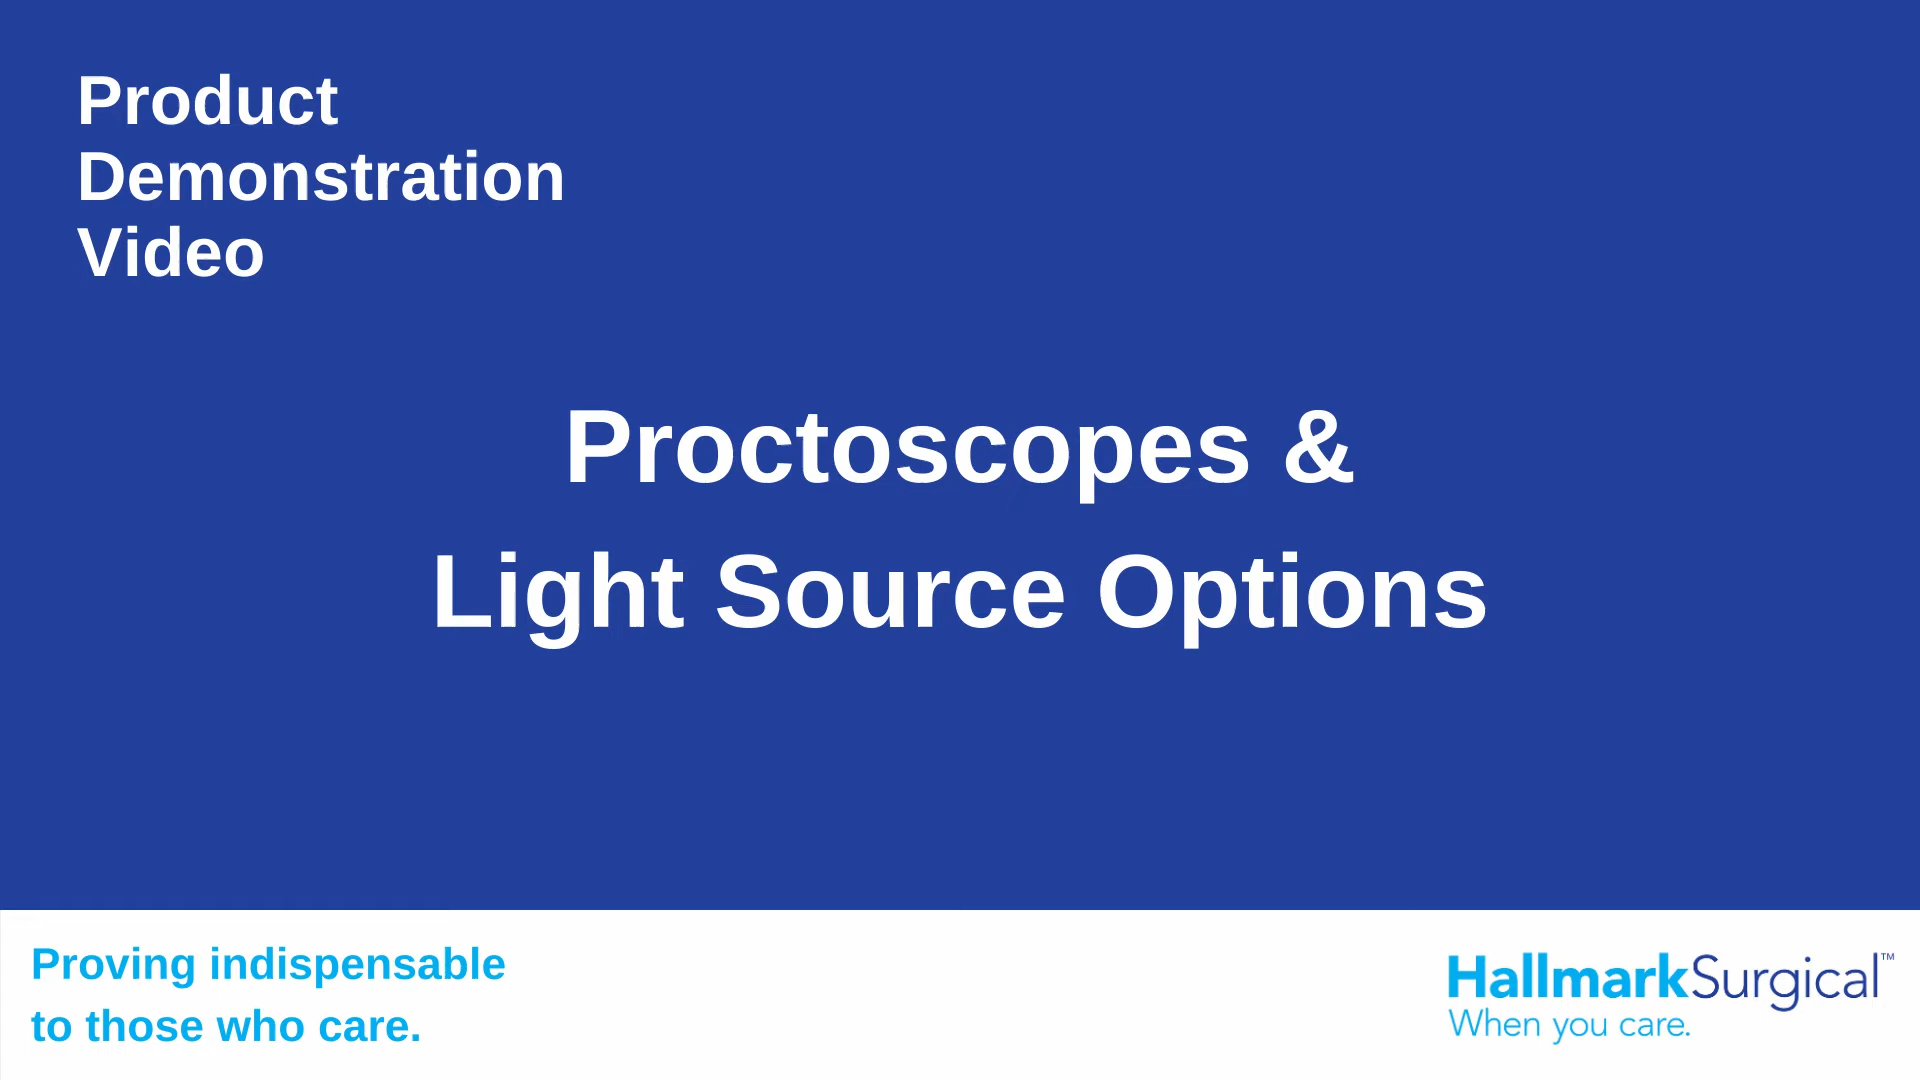 Product
Demonstration
Video
Proctoscopes &
Light Source Options
Proving indispensable
to those who care.
HallmarkSurgical™
When you care.